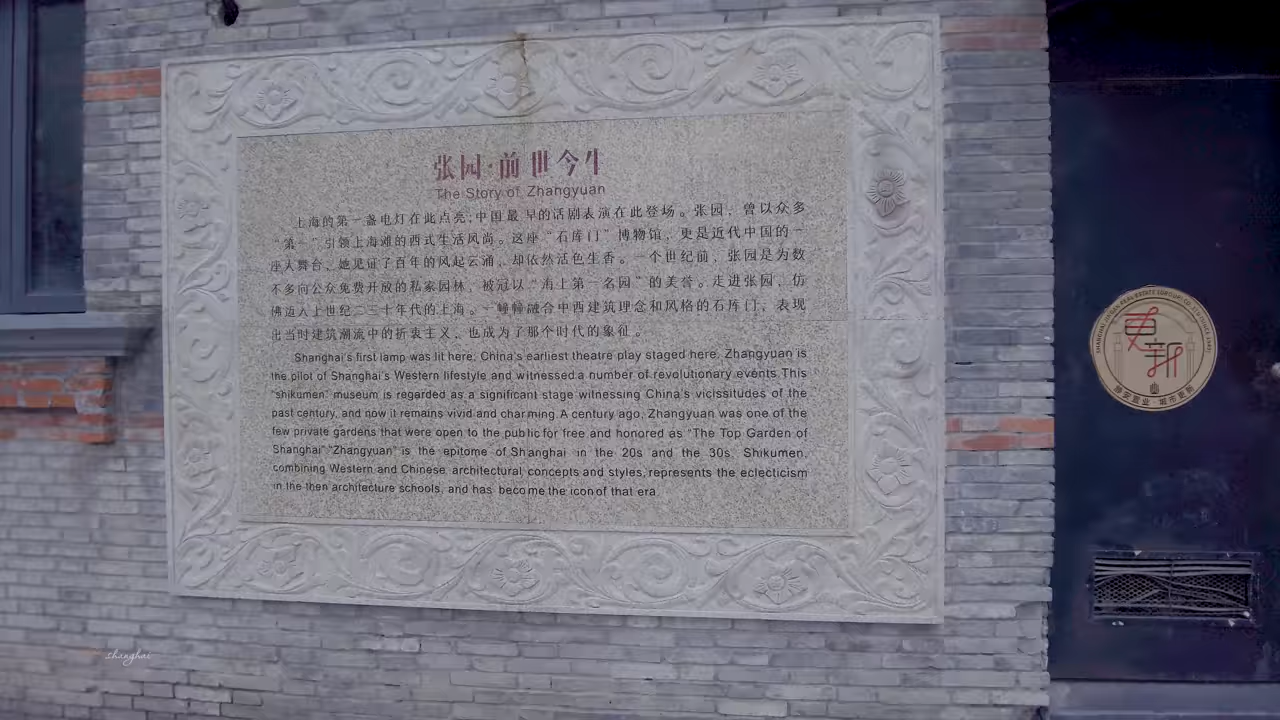 张园·前世今生
The Story of Zhangyuan
上海的第一盏电灯在此点亮;中国最早的话剧表演在此登场。张园，曾以众多
“第一”引领上海滩的西式生活风尚。这座“石库门”博物馆，更是近代中国的一
座大舞台，她见证了百年的风起云涌，却依然活色生香。一个世纪前，张园是为数
不多向公众免费开放的私家园林，被冠以“海上第一名园”的美誉。走进张园，仿
佛迈入上世纪二三十年代的上海。一幢幢融合中西建筑理念和风格的石库门，表现
出当时建筑潮流中的折衷主义，也成为了那个时代的象征。
Shanghai's first lamp was lit here, China's earliest theatre play staged here, Zhangyuan is
the pilot of Shanghai's Western lifestyle and witnessed a number of revolutionary events. This
"shikumen" museum is regarded as a significant stage witnessing China's vicissitudes of the
past century, and now it remains vivid and charming. A century ago, Zhangyuan was one of the
few private gardens that were open to the public for free and honored as "The Top Garden of
Shanghai" "Zhangyuan" is the epitome of Shanghai in the 20s and the 30s. Shikumen,
combining Western and Chinese architectural concepts and styles, represents the eclecticism
in the then architecture schools, and has become the icon of that era.
更新
静安置业 城市更新
shanghai